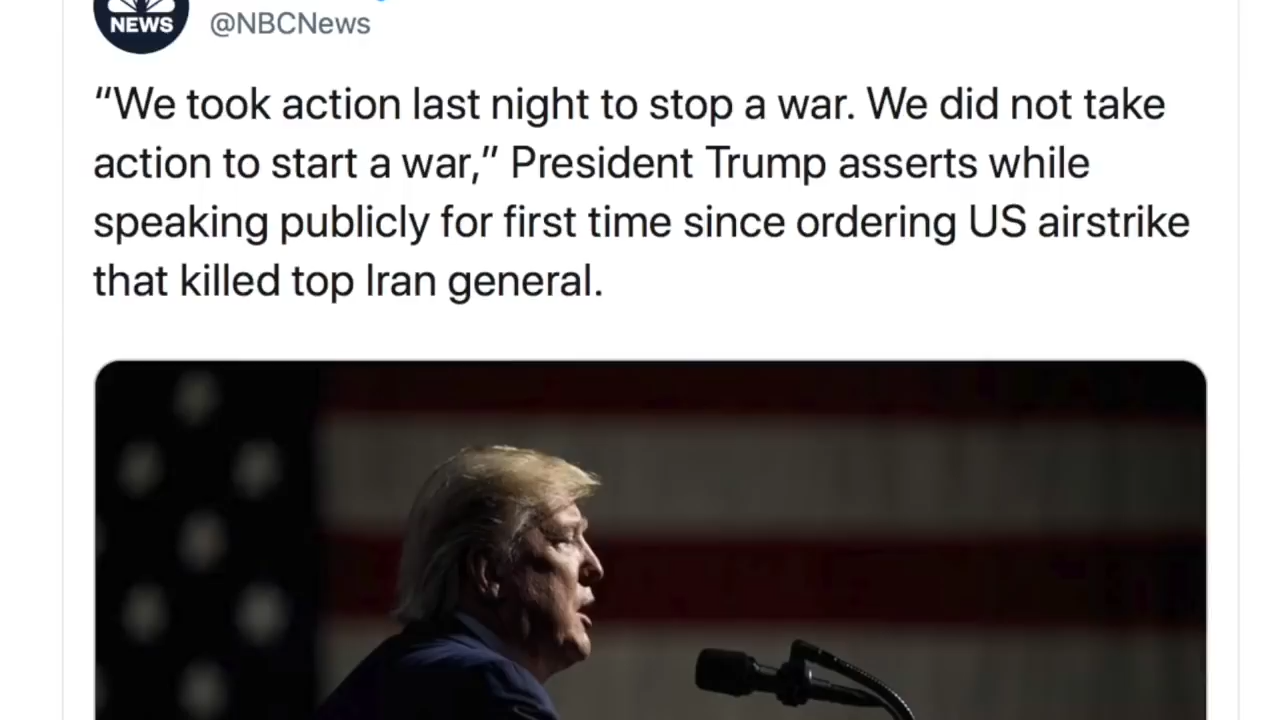 NEWS
@NBCNews
“We took action last night to stop a war. We did not take
action to start a war,” President Trump asserts while
speaking publicly for first time since ordering US airstrike
that killed top Iran general.